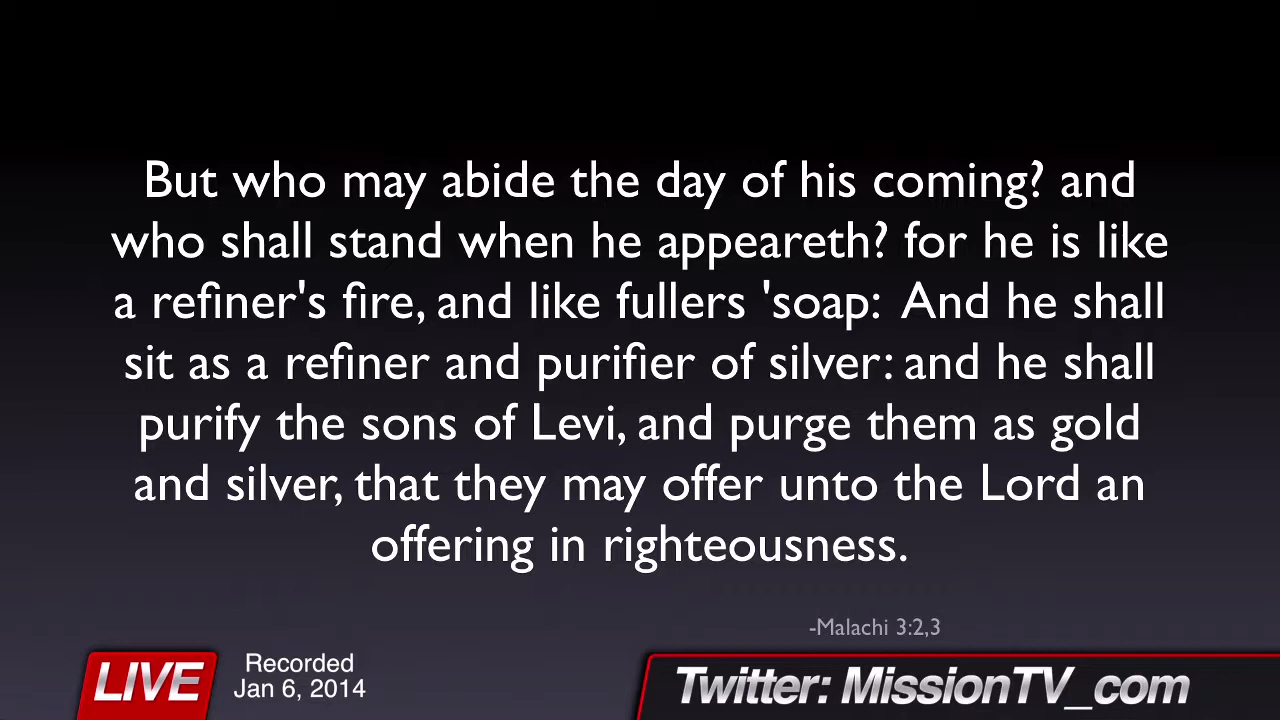 But who may abide the day of his coming? and
who shall stand when he appeareth? for he is like
a refiner's fire, and like fullers 'soap:  And he shall
sit as a refiner and purifier of silver: and he shall
purify the sons of Levi, and purge them as gold
and silver, that they may offer unto the Lord an
offering in righteousness.
-Malachi 3:2,3
LIVE
Recorded
Jan 6, 2014
Twitter: MissionTV_com